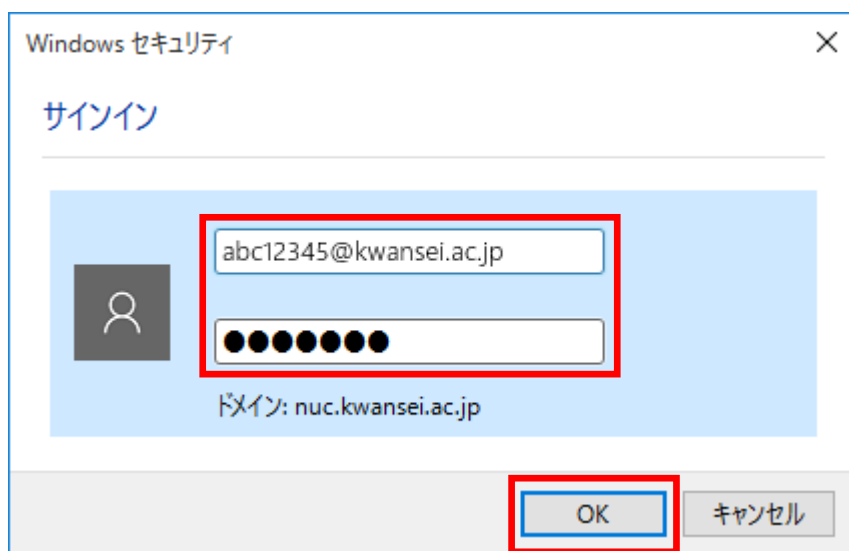 Windows セキュリティ
サインイン
abc12345@kwansei.ac.jp
●●●●●●●
ドメイン: nuc.kwansei.ac.jp
OK
キャンセル